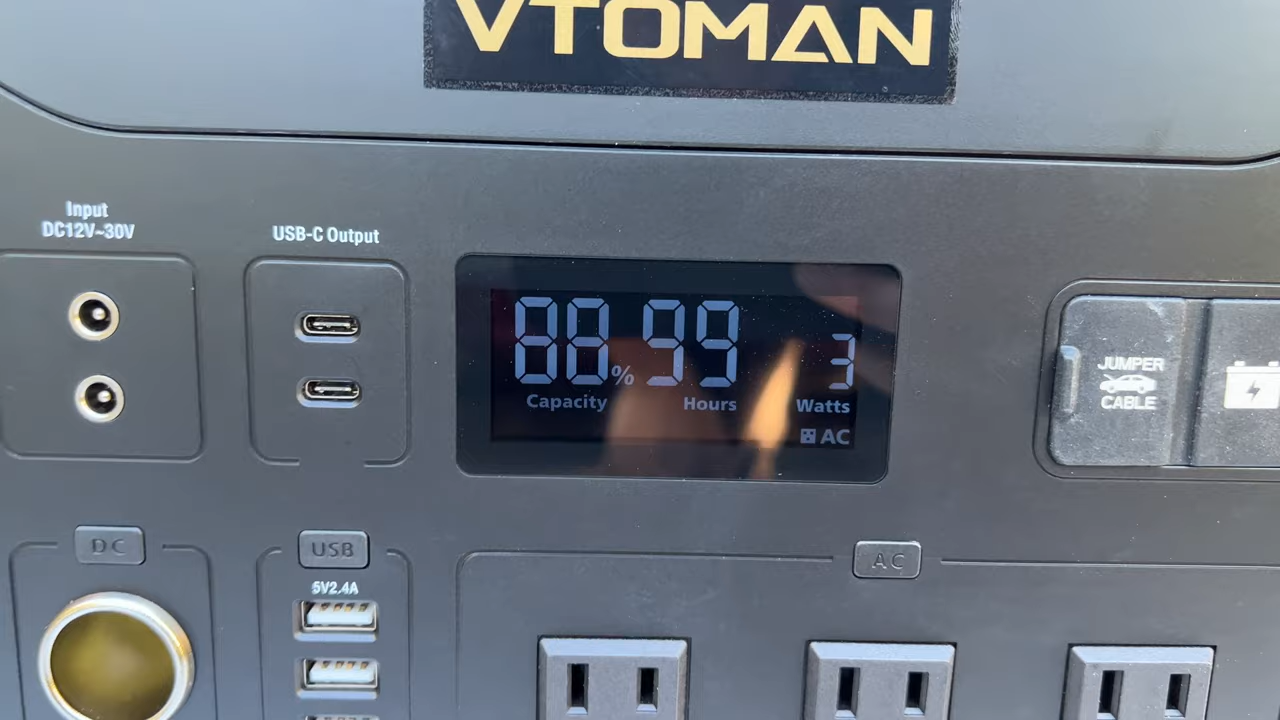 VTOMAN
Input
DC12V~30V
USB-C Output
88% 99 3
Capacity Hours Watts
AC
JUMPER
CABLE
DC
USB
AC
5V2.4A